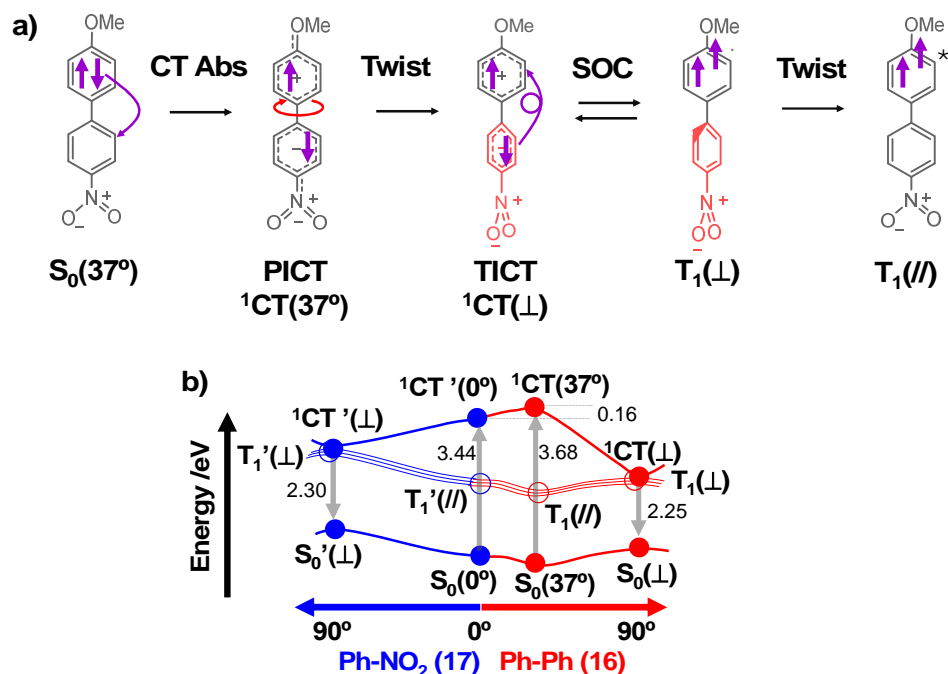 a)
OMe
OMe
OMe
OMe
OMe
CT Abs
Twist
SOC
Twist
*
+
+
−
−
N +
N +
N +
N +
N +
O O
O O
O O
O O
O O
−
−
−
−
−
S₀(37º)
PICT
¹CT(37º)
TICT
¹CT(⊥)
T₁(⊥)
T₁(//)
b)
Energy /eV
¹CT '(0º)
¹CT(37º)
0.16
¹CT '(⊥)
3.44
3.68
¹CT(⊥)
T₁'(⊥)
T₁(⊥)
2.30
T₁'(//)
T₁(//)
2.25
S₀'(⊥)
S₀(0º)
S₀(37º)
S₀(⊥)
90º
0º
90º
Ph-NO₂ (17)
Ph-Ph (16)